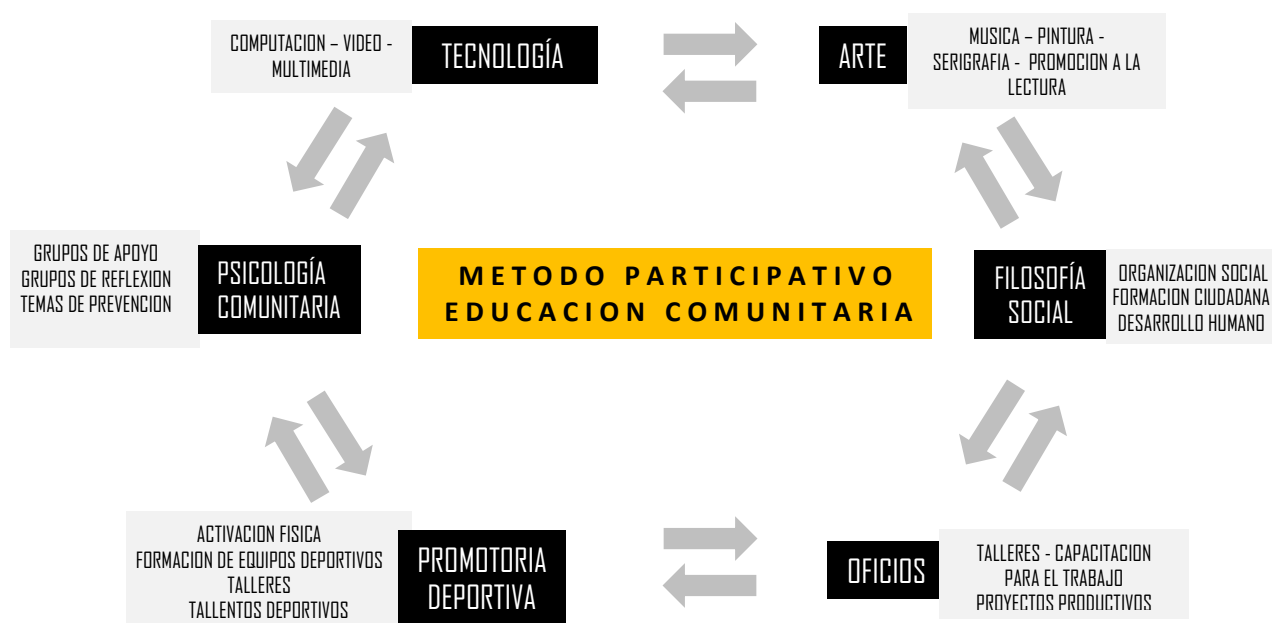 COMPUTACION – VIDEO -
MULTIMEDIA
TECNOLOGÍA
ARTE
MUSICA – PINTURA -
SERIGRAFIA - PROMOCION A LA
LECTURA
GRUPOS DE APOYO
GRUPOS DE REFLEXION
TEMAS DE PREVENCION
PSICOLOGÍA
COMUNITARIA
METODO PARTICIPATIVO
EDUCACION COMUNITARIA
FILOSOFÍA
SOCIAL
ORGANIZACION SOCIAL
FORMACION CIUDADANA
DESARROLLO HUMANO
ACTIVACION FISICA
FORMACION DE EQUIPOS DEPORTIVOS
TALLERES
TALLENTOS DEPORTIVOS
PROMOTORIA
DEPORTIVA
OFICIOS
TALLERES - CAPACITACION
PARA EL TRABAJO
PROYECTOS PRODUCTIVOS